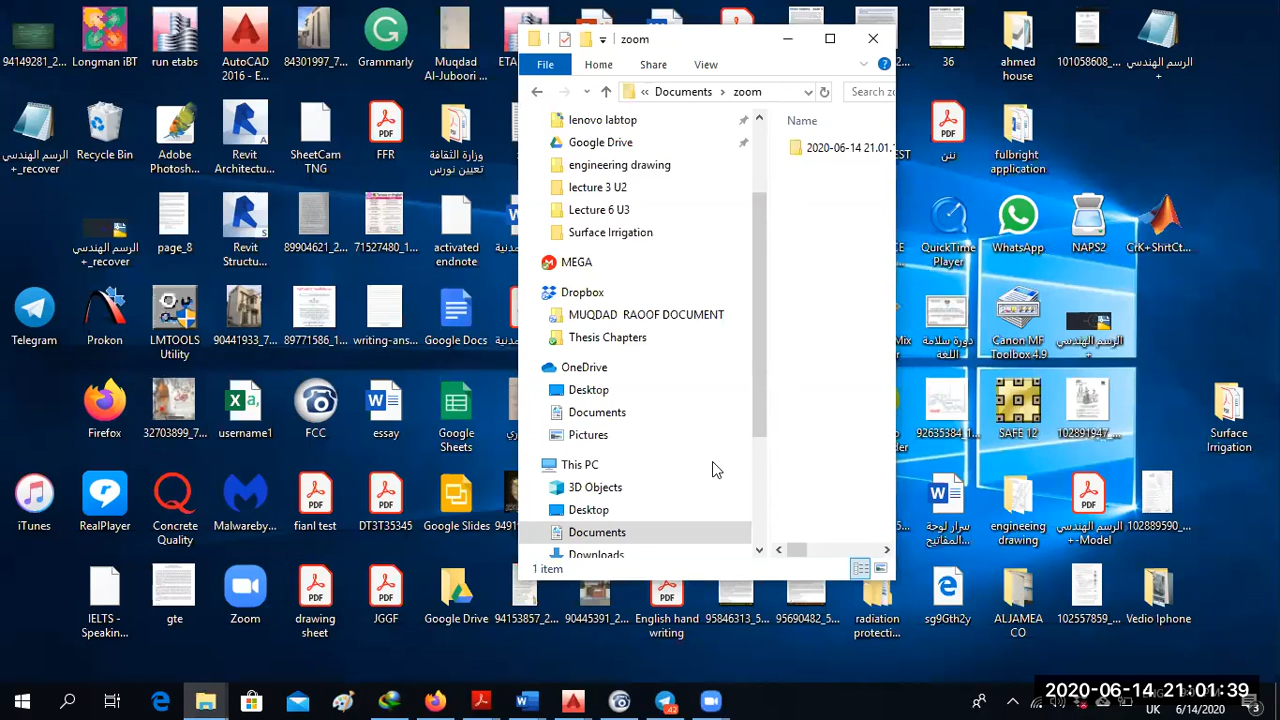 94149281_2...
Longman iBT
run etabs
AutoCAD
2016 - E...
84301997_7...
Grammarly
Muqdad
Al-Juboori ...
36
ahmed
house
101058608_...
الرسم الهندسي
+
الرسم الهندسي
+_recover
Recycle Bin
Adobe
Photosh...
Revit
Architectu...
SheetCam
TNG
FFR
وزارة الثقافة
تعيين نورس
EST
ننن
fulbright
application
الرسم الهندسي
+_recover
page_8
Revit
Structu...
89904621_2...
71527480_1...
activated
endnote
QuickTime
Player
WhatsApp
NAPS2
CrK+ShrtCt...
Telegram
Prokon
LMTOOLS
Utility
90441933_7...
89771586_1...
writing-ans...
Google Docs
دورة سلامة
اللغة
Canon MF
Toolbox 4.9
الرسم الهندسي
+
Firefox
32703899_7...
username1
FCC
essay
Google
Sheets
92635384_1...
SAFE 12
102891947_...
Surface
Irrigation
iTunes
RealPlayer
Concrete
Quality
Malwareby...
fianl test
DT3T35345
Google Slides
engineeing
drawing
الرسم الهندسي
+-Model
102889590_...
IELTS -
Speakin...
gte
Zoom
drawing
sheet
JGGF
Google Drive
94153857_2...
90445391_2...
English hand
writing
95846313_5...
95690482_5...
radiation
protecti...
sg9Gth2y
ALJAMEA
CO
102557859_...
Vedio Iphone
zoom
File
Home
Share
View
Documents
zoom
Search zo
lenovo labtop
Google Drive
engineering drawing
lecture 3 U2
Lecture 6 U3
Surface Irrigation
MEGA
Dropbox
MUQDAD RAOOF DOCUMENT
Thesis Chapters
OneDrive
Desktop
Documents
Pictures
This PC
3D Objects
Desktop
Documents
Downloads
Name
2020-06-14 21.01.1
1 item
2020-06-14 21:01:39
UK
6/14/2020